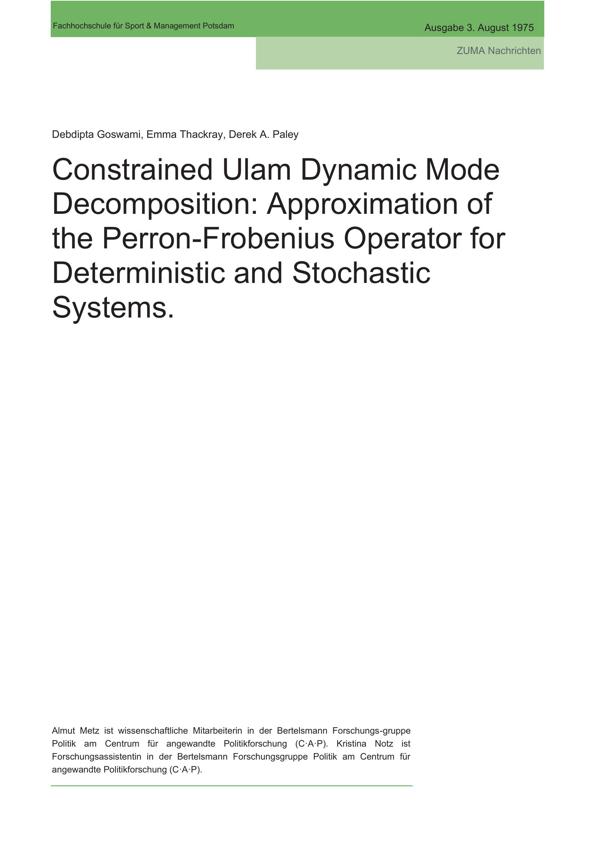 Fachhochschule für Sport & Management Potsdam
Ausgabe 3. August 1975
ZUMA Nachrichten
Debdipta Goswami, Emma Thackray, Derek A. Paley
Constrained Ulam Dynamic Mode
Decomposition: Approximation of
the Perron-Frobenius Operator for
Deterministic and Stochastic
Systems.
Almut Metz ist wissenschaftliche Mitarbeiterin in der Bertelsmann Forschungs-gruppe
Politik am Centrum für angewandte Politikforschung (C·A·P). Kristina Notz ist
Forschungsassistentin in der Bertelsmann Forschungsgruppe Politik am Centrum für
angewandte Politikforschung (C·A·P).